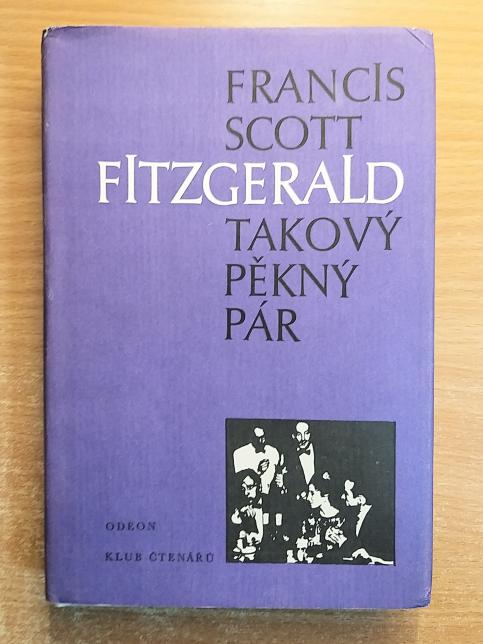 FRANCIS
SCOTT
FITZGERALD
TAKOVÝ
PĚKNÝ
PÁR
ODEON
KLUB ČTENÁŘŮ